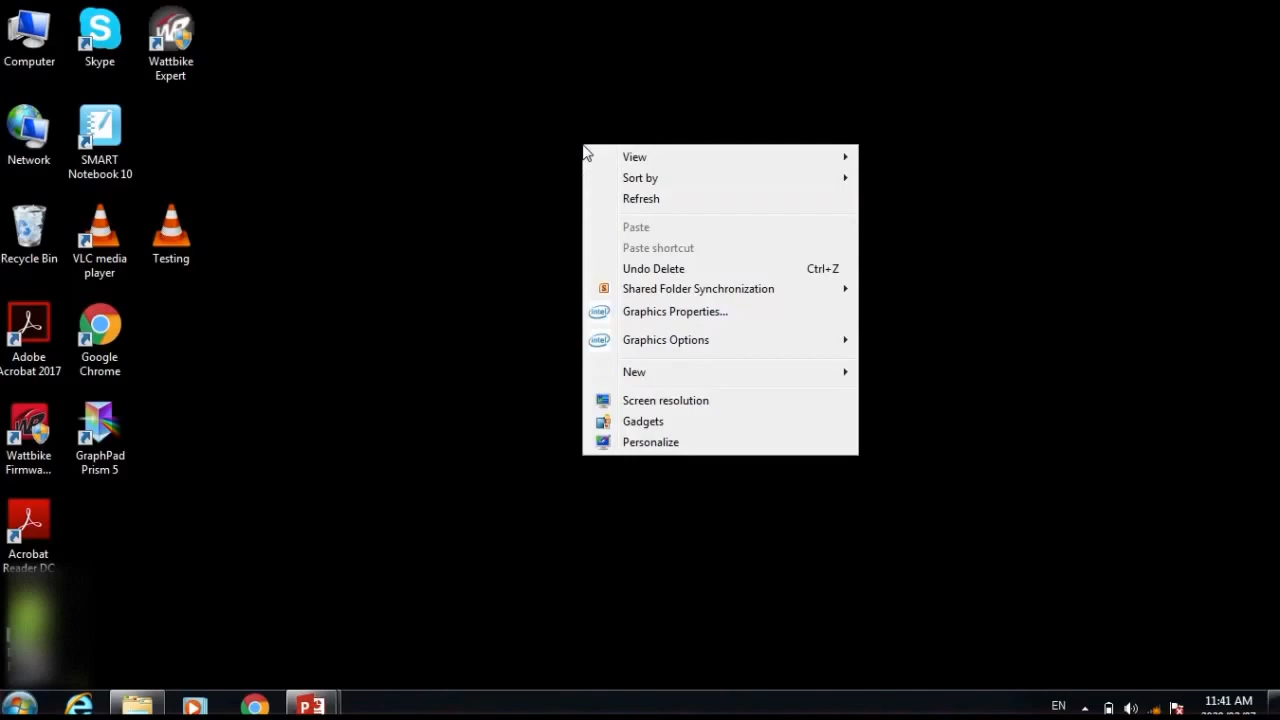 Computer
Skype
Wattbike
Expert
Network
SMART
Notebook 10
Recycle Bin
VLC media
player
Testing
Adobe
Acrobat 2017
Google
Chrome
Wattbike
Firmwa...
GraphPad
Prism 5
Acrobat
Reader DC
View
Sort by
Refresh
Paste
Paste shortcut
Undo Delete Ctrl+Z
Shared Folder Synchronization
Graphics Properties...
Graphics Options
New
Screen resolution
Gadgets
Personalize
EN
11:41 AM